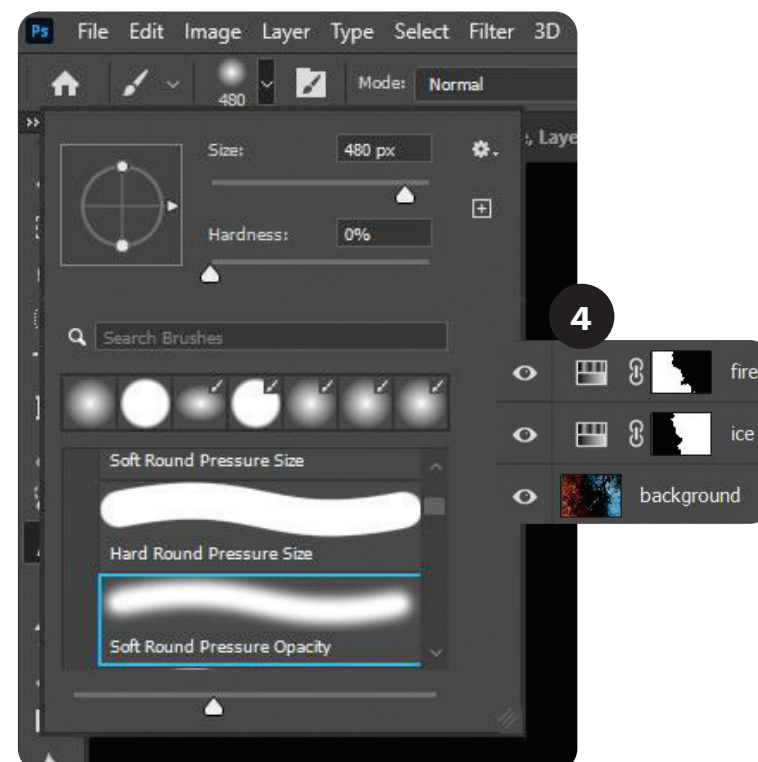 Ps File Edit Image Layer Type Select Filter 3D
480 Mode: Normal
Size: 480 px
Hardness: 0%
Search Brushes
Soft Round Pressure Size
Hard Round Pressure Size
Soft Round Pressure Opacity
4
fire
ice
background